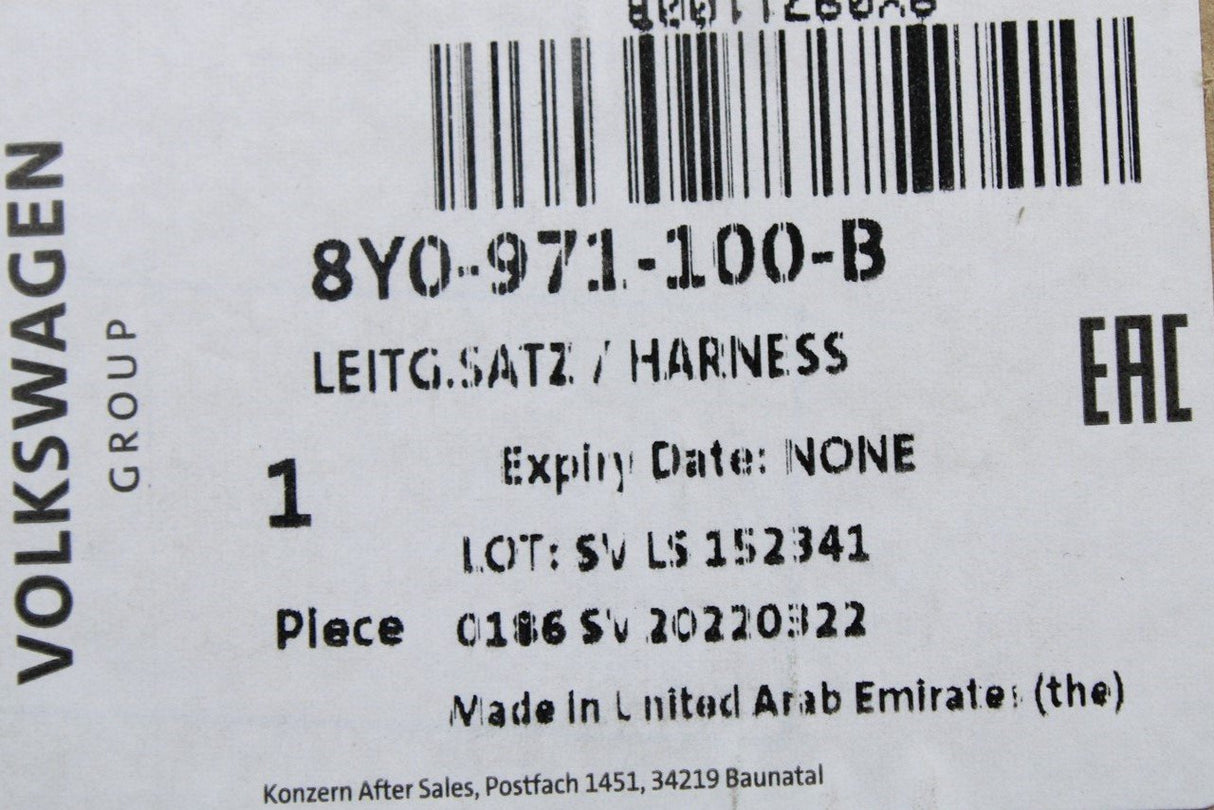 VOLKSWAGEN
GROUP
8Y0-971-100-B
LEITG.SATZ / HARNESS
EAC
Expiry Date: NONE
1
LOT: SV LS 152341
Piece 0186 SV 20220322
Made in United Arab Emirates (the)
Konzern After Sales, Postfach 1451, 34219 Baunatal